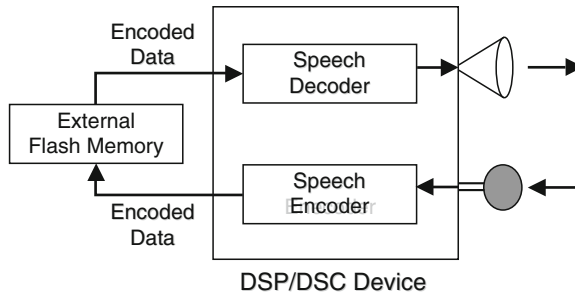 Encoded
Data
Speech
Decoder
External
Flash Memory
Speech
Encoder
Encoded
Data
DSP/DSC Device